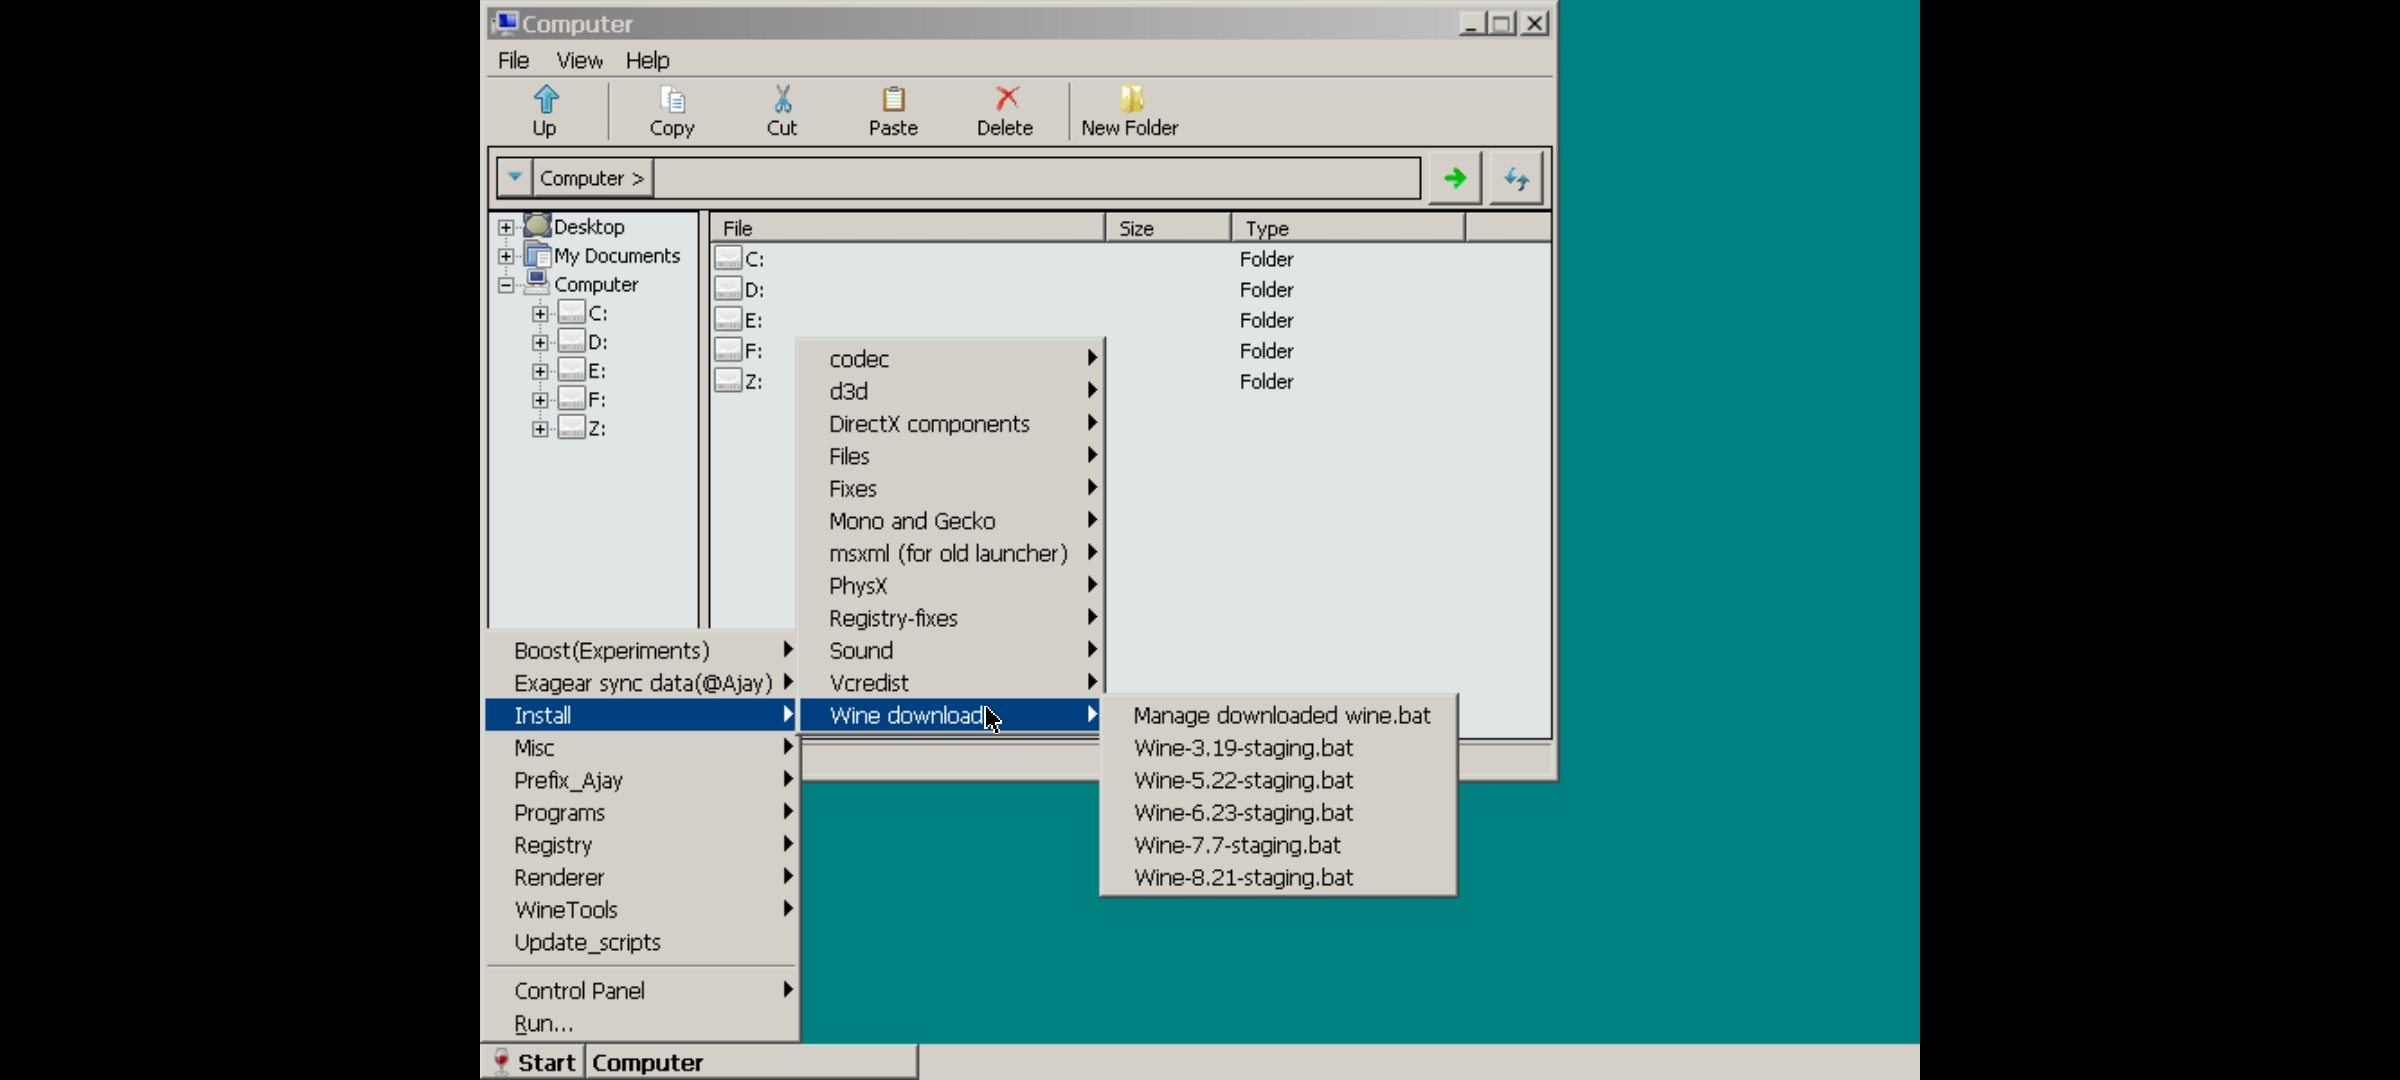 Computer
File View Help
Up Copy Cut Paste Delete New Folder
Computer >
Desktop
My Documents
Computer
C:
D:
E:
F:
Z:
File Size Type
C: Folder
D: Folder
E: Folder
F: Folder
Z: Folder
codec
d3d
DirectX components
Files
Fixes
Mono and Gecko
msxml (for old launcher)
PhysX
Registry-fixes
Sound
Vcredist
Wine download
Boost(Experiments)
Exagear sync data(@Ajay)
Install
Misc
Prefix_Ajay
Programs
Registry
Renderer
WineTools
Update_scripts
Control Panel
Run...
Manage downloaded wine.bat
Wine-3.19-staging.bat
Wine-5.22-staging.bat
Wine-6.23-staging.bat
Wine-7.7-staging.bat
Wine-8.21-staging.bat
Start Computer